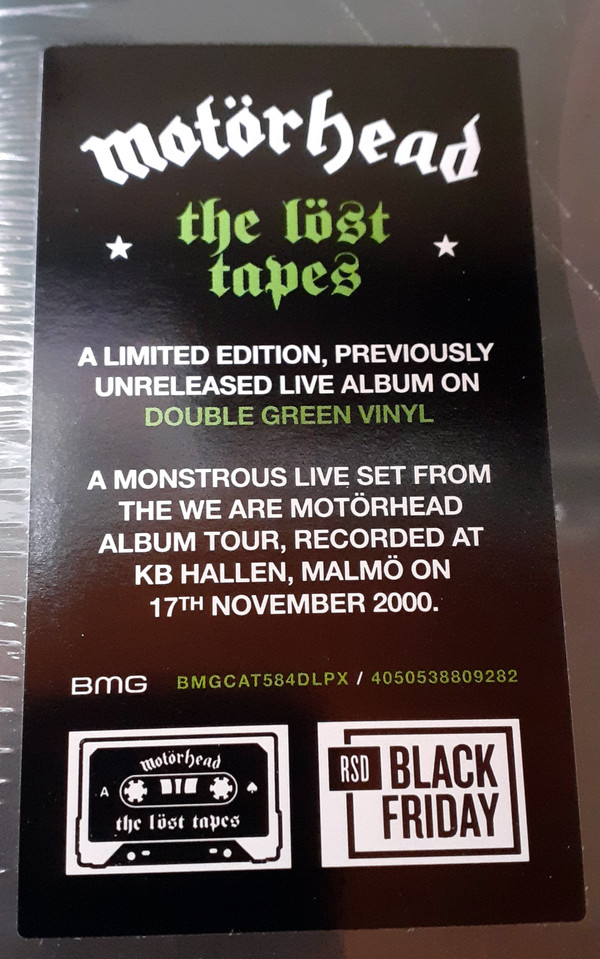 motörhead
the löst
tapes
A LIMITED EDITION, PREVIOUSLY
UNRELEASED LIVE ALBUM ON
DOUBLE GREEN VINYL
A MONSTROUS LIVE SET FROM
THE WE ARE MOTÖRHEAD
ALBUM TOUR, RECORDED AT
KB HALLEN, MALMÖ ON
17TH NOVEMBER 2000.
BMG BMGCAT584DLPX / 4050538809282
motörhead
A
the löst tapes
RSD BLACK
FRIDAY